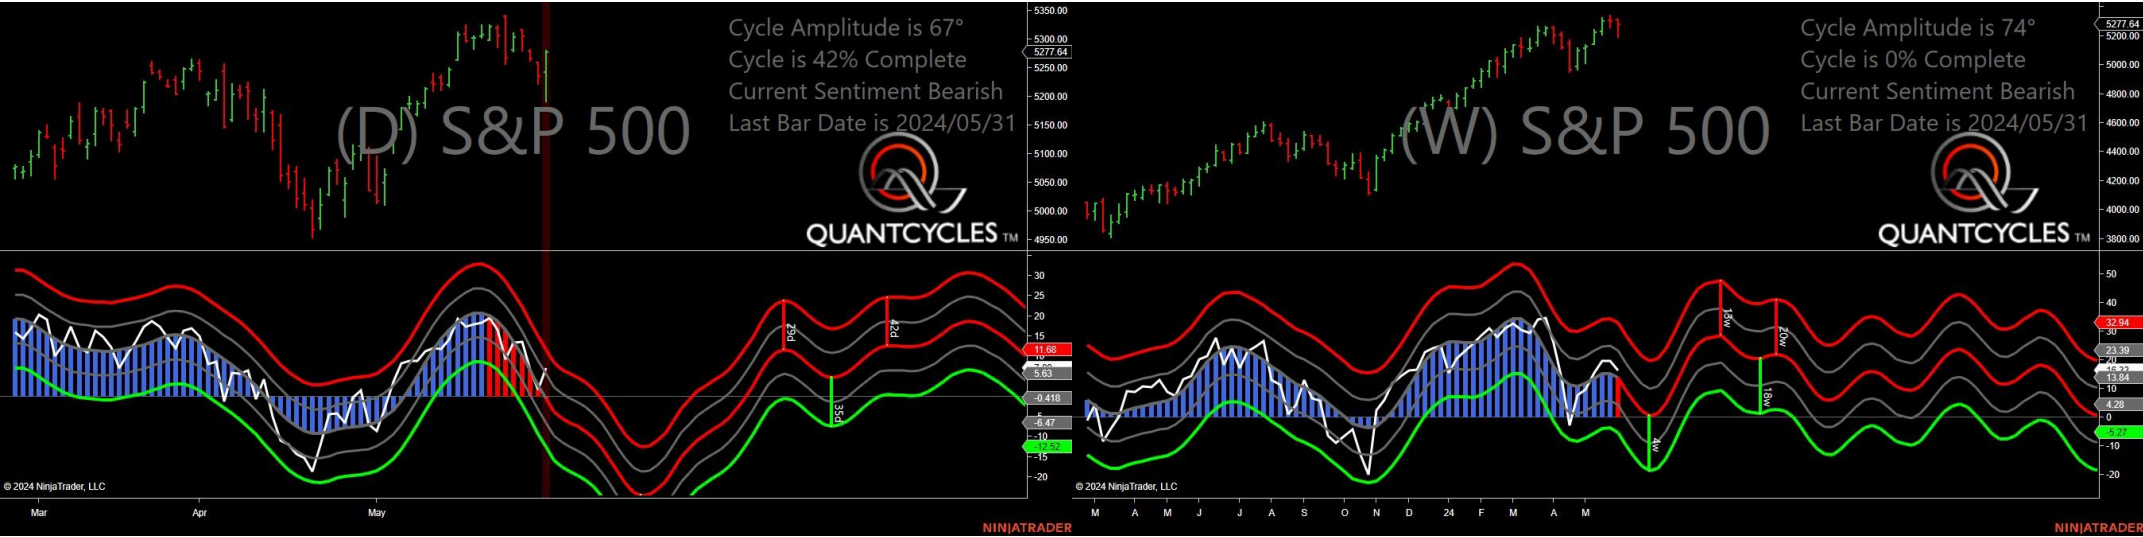 Cycle Amplitude is 67°
Cycle is 42% Complete
Current Sentiment Bearish
Last Bar Date is 2024/05/31
(D) S&P 500
QUANTCYCLES TM
5350.00
5300.00
5277.64
5250.00
5200.00
5150.00
5100.00
5050.00
5000.00
4950.00
30
25
20
15
11.68
10
5.63
-0.418
-5
-6.47
-10
-12.52
-15
-20
29d
42d
35d
© 2024 NinjaTrader, LLC
Mar Apr May
NINJATRADER
Cycle Amplitude is 74°
Cycle is 0% Complete
Current Sentiment Bearish
Last Bar Date is 2024/05/31
(W) S&P 500
QUANTCYCLES TM
5277.64
5200.00
5000.00
4800.00
4600.00
4400.00
4200.00
4000.00
3800.00
50
40
32.94
30
23.39
20
13.84
10
4.28
0
-5.27
-10
-20
4w
18w
20w
© 2024 NinjaTrader, LLC
M A M J J A S O N D 24 F M A M
NINJATRADER